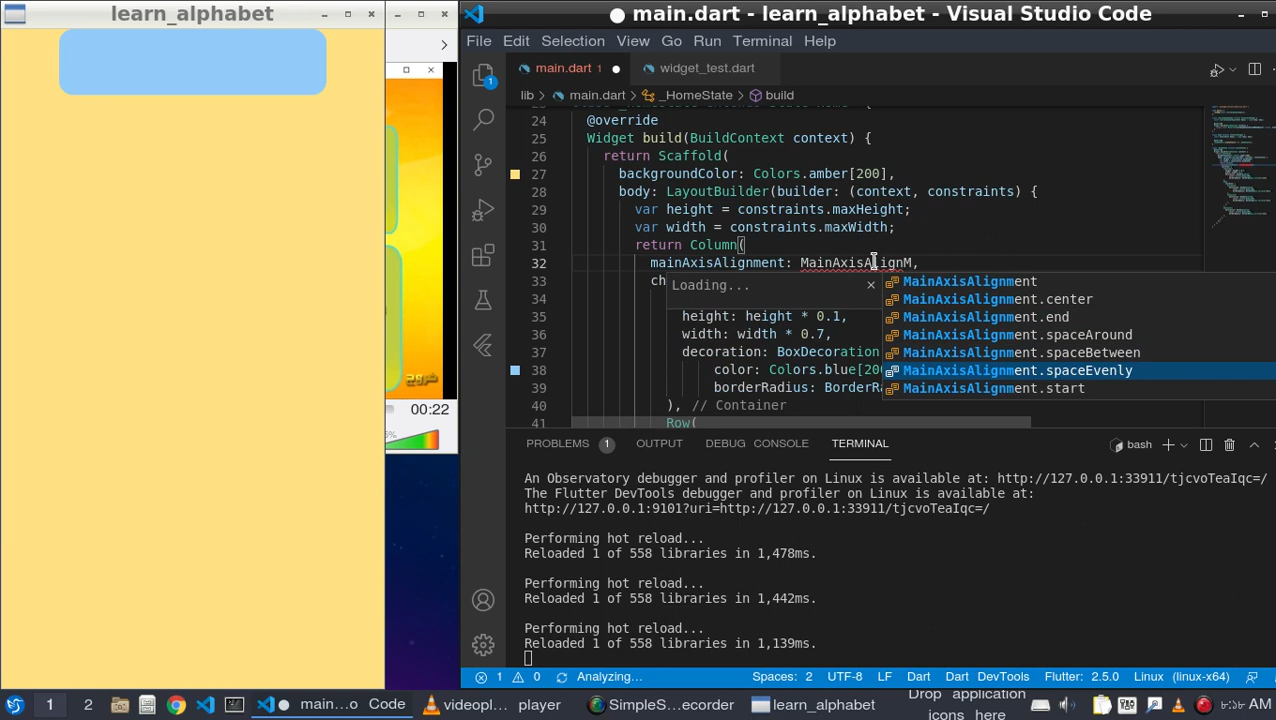 learn_alphabet
خروج
00:22
main.dart - learn_alphabet - Visual Studio Code
File Edit Selection View Go Run Terminal Help
main.dart 1
widget_test.dart
lib > main.dart > _HomeState > build
24 @override
25 Widget build(BuildContext context) {
26 return Scaffold(
27 backgroundColor: Colors.amber[200],
28 body: LayoutBuilder(builder: (context, constraints) {
29 var height = constraints.maxHeight;
30 var width = constraints.maxWidth;
31 return Column(
32 mainAxisAlignment: MainAxisAlignM,
33 ch
Loading...
34
35 height: height * 0.1,
36 width: width * 0.7,
37 decoration: BoxDecoration
38 color: Colors.blue[20
39 borderRadius: BorderRa
40 ), // Container
41 Row(
MainAxisAlignment
MainAxisAlignment.center
MainAxisAlignment.end
MainAxisAlignment.spaceAround
MainAxisAlignment.spaceBetween
MainAxisAlignment.spaceEvenly
MainAxisAlignment.start
PROBLEMS 1 OUTPUT DEBUG CONSOLE TERMINAL bash
An Observatory debugger and profiler on Linux is available at: http://127.0.0.1:33911/tjcvoTeaIqc=/
The Flutter DevTools debugger and profiler on Linux is available at:
http://127.0.0.1:9101?uri=http://127.0.0.1:33911/tjcvoTeaIqc=/
Performing hot reload...
Reloaded 1 of 558 libraries in 1,478ms.
Performing hot reload...
Reloaded 1 of 558 libraries in 1,442ms.
Performing hot reload...
Reloaded 1 of 558 libraries in 1,139ms.
1 0 Analyzing... Spaces: 2 UTF-8 LF Dart Dart DevTools Flutter: 2.5.0 Linux (linux-x64)
1 2 main...o Code videopl... player SimpleS...ecorder learn_alphabet
Drop application
icons here
AM